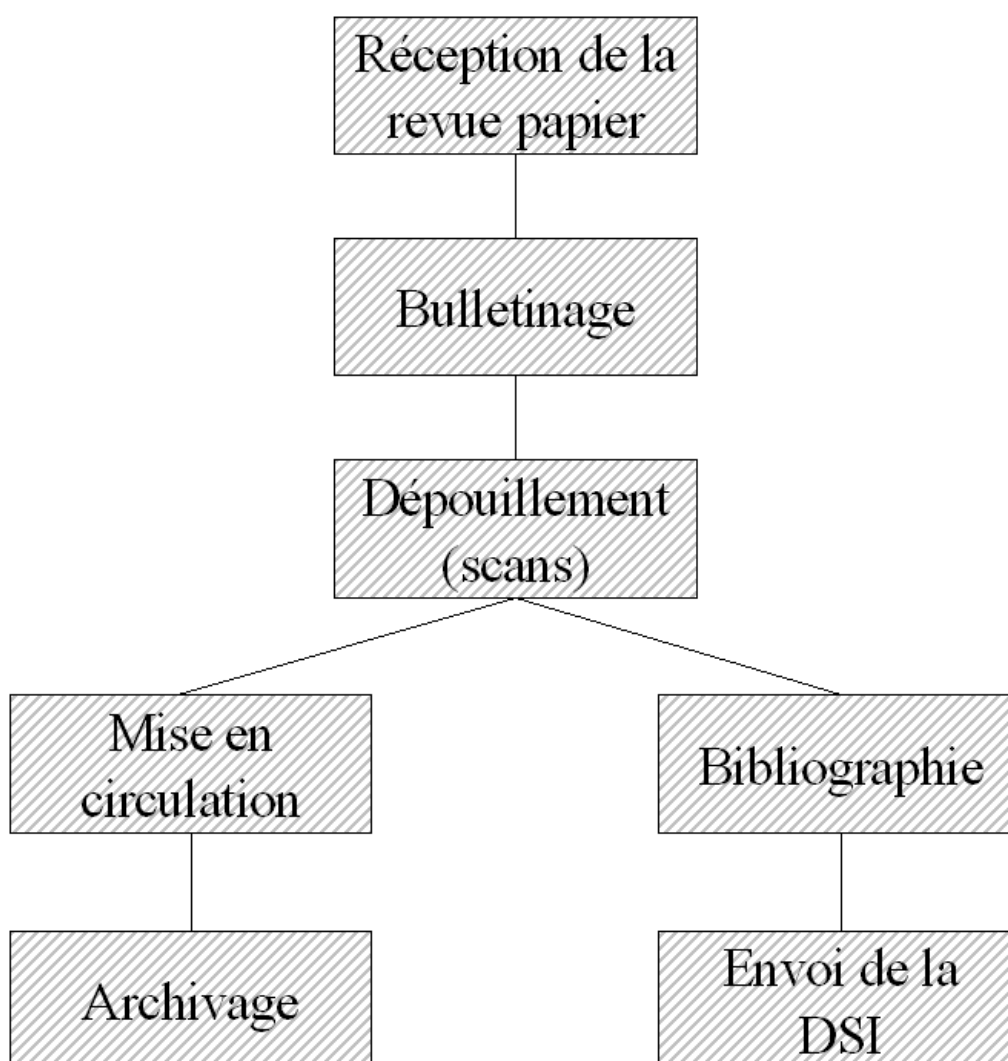 Réception de la
revue papier
Bulletinage
Dépouillement
(scans)
Mise en
circulation
Bibliographie
Archivage
Envoi de la
DSI